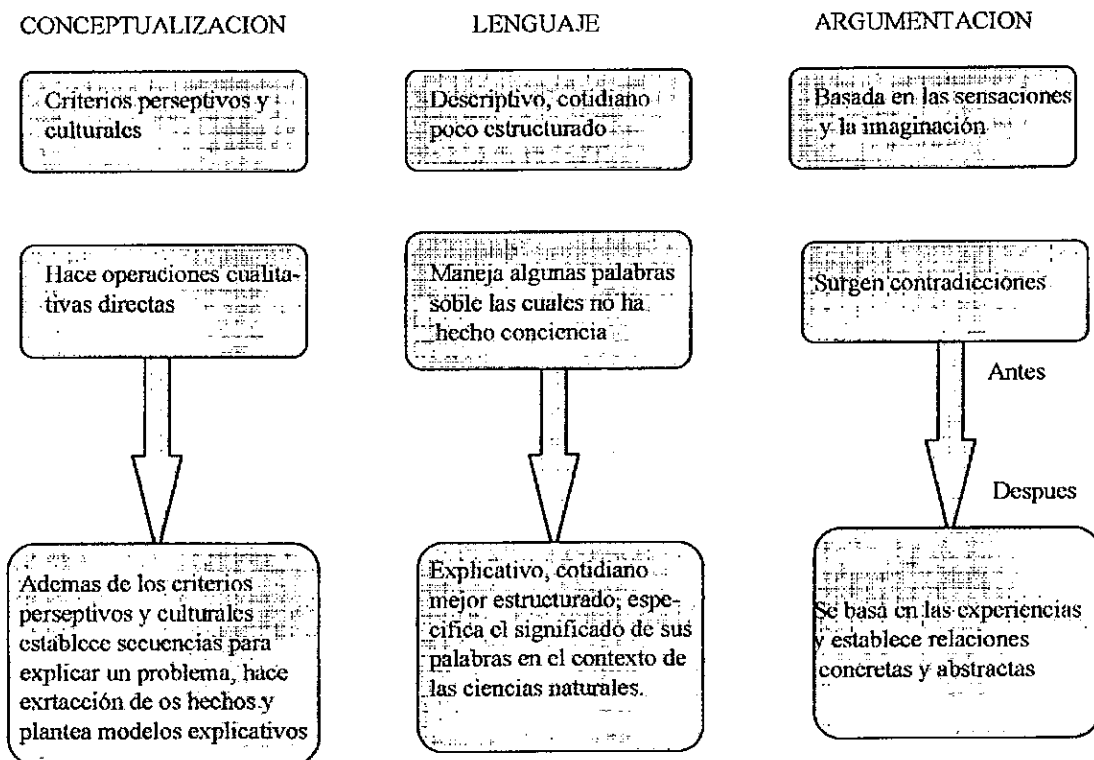 CONCEPTUALIZACION
LENGUAJE
ARGUMENTACION
Criterios perseptivos y
culturales
Descriptivo, cotidiano
poco estructurado
Basada en las sensaciones
y la imaginación
Hace operaciones cualita-
tivas directas
Maneja algunas palabras
soble las cuales no ha
hecho conciencia
Surgen contradicciones
Antes
Despues
Ademas de los criterios
perseptivos y culturales
establece secuencias para
explicar un problema, hace
exrtacción de os hechos y
plantea modelos explicativos
Explicativo, cotidiano
mejor estructurado; espe-
cifica el significado de sus
palabras en el contexto de
las ciencias naturales.
Se basa en las experiencias
y establece relaciones
concretas y abstractas